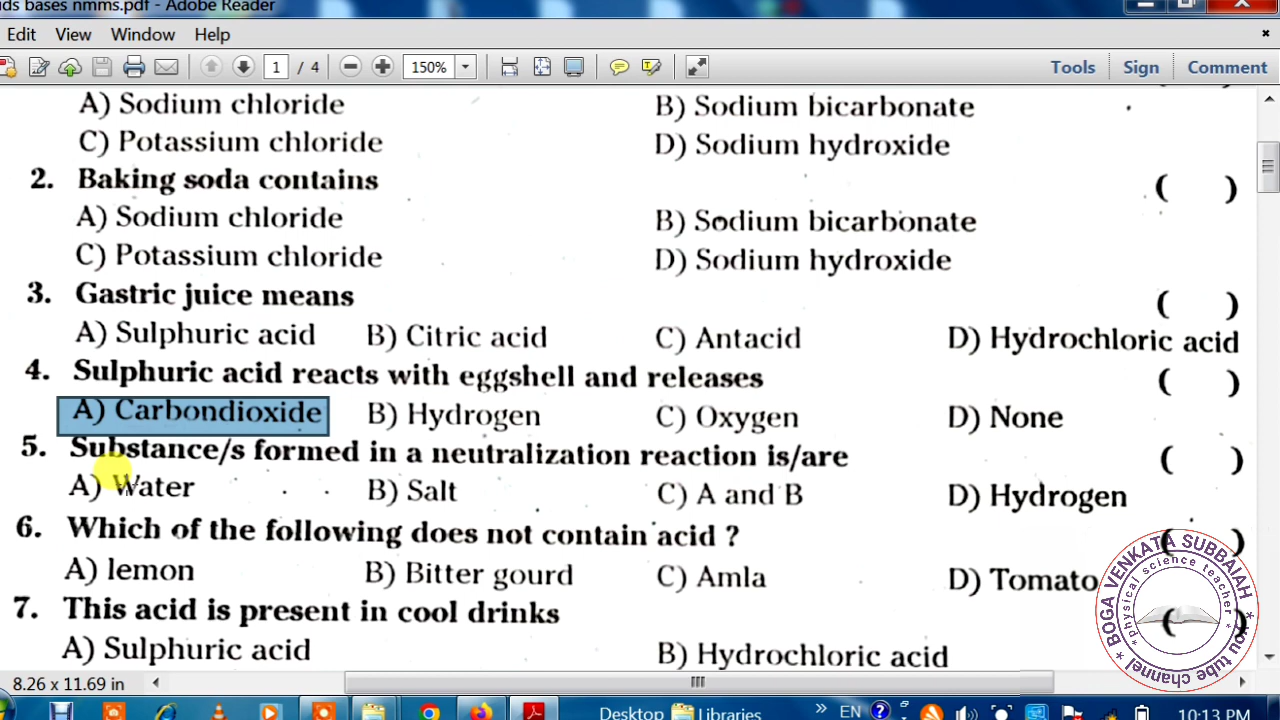 ids bases nmms.pdf - Adobe Reader
Edit View Window Help
1 / 4 150% Tools Sign Comment
A) Sodium chloride B) Sodium bicarbonate
C) Potassium chloride D) Sodium hydroxide
2. Baking soda contains ( )
A) Sodium chloride B) Sodium bicarbonate
C) Potassium chloride D) Sodium hydroxide
3. Gastric juice means ( )
A) Sulphuric acid B) Citric acid C) Antacid D) Hydrochloric acid
4. Sulphuric acid reacts with eggshell and releases ( )
A) Carbondioxide B) Hydrogen C) Oxygen D) None
5. Substance/s formed in a neutralization reaction is/are ( )
A) Water B) Salt C) A and B D) Hydrogen
6. Which of the following does not contain acid ? ( )
A) lemon B) Bitter gourd C) Amla D) Tomato
7. This acid is present in cool drinks ( )
A) Sulphuric acid B) Hydrochloric acid
BOGA VENKATA SUBBAIAH
*physical science teacher*
* You tube channel *
8.26 x 11.69 in
Desktop Libraries » EN 10:13 PM